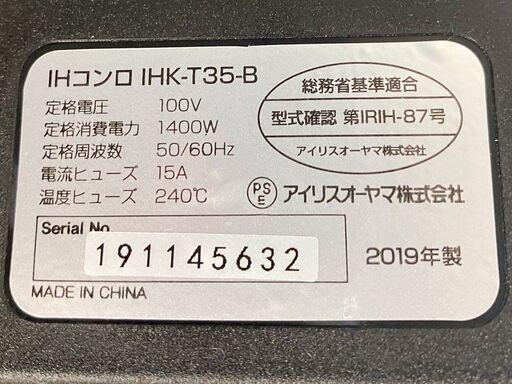 IHコンロ IHK-T35-B
定格電圧 100V
定格消費電力 1400W
定格周波数 50/60Hz
電流ヒューズ 15A
温度ヒューズ 240℃
総務省基準適合
型式確認 第IRIH-87号
アイリスオーヤマ株式会社
PS
E
アイリスオーヤマ株式会社
Serial No.
191145632
2019年製
MADE IN CHINA